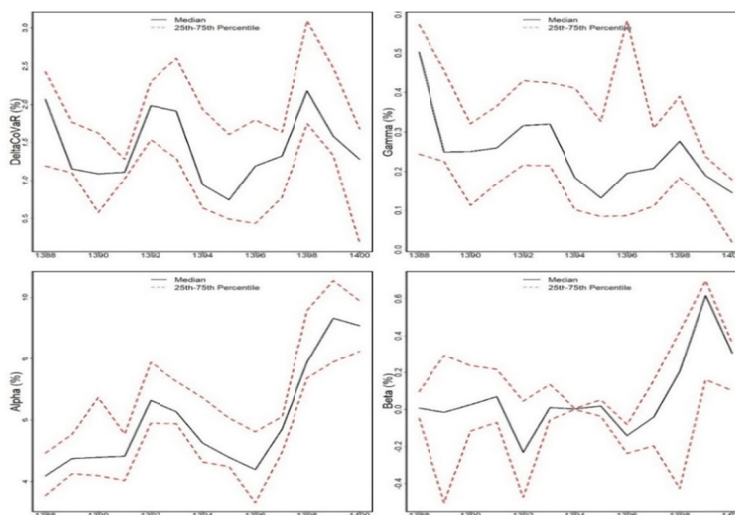 Median
25th-75th Percentile
DeltaCoVaR (%)
3.0
2.5
2.0
1.5
1.0
0.5
1388
1390
1392
1394
1396
1398
1400
Median
25th-75th Percentile
Gamma (%)
0.5
0.4
0.3
0.2
0.1
0.0
1388
1390
1392
1394
1396
1398
1400
Median
25th-75th Percentile
Alpha (%)
4
Median
25th-75th Percentile
Beta (%)
0.6
0.4
0.2
0.0
-0.2
-0.4